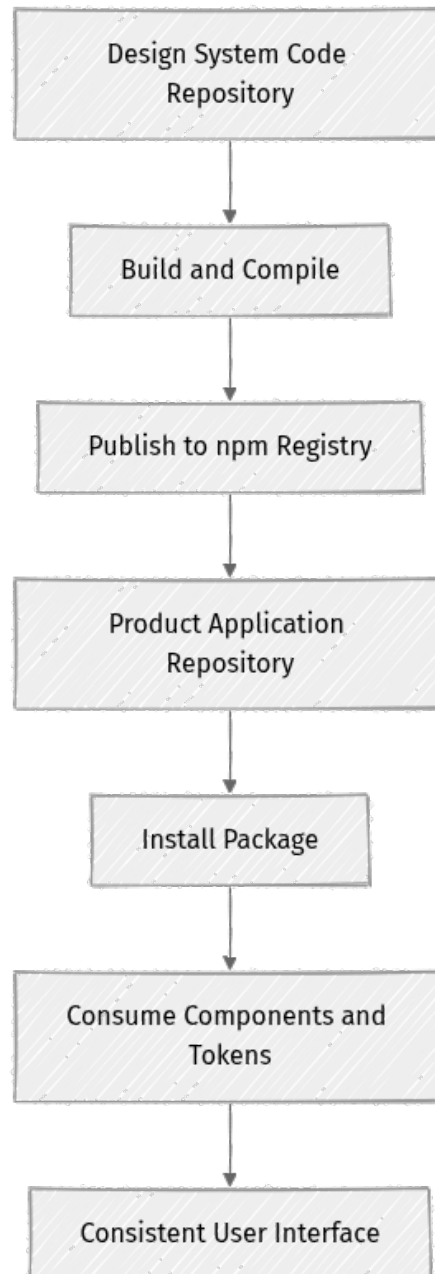 Design System Code
Repository
Build and Compile
Publish to npm Registry
Product Application
Repository
Install Package
Consume Components and
Tokens
Consistent User Interface